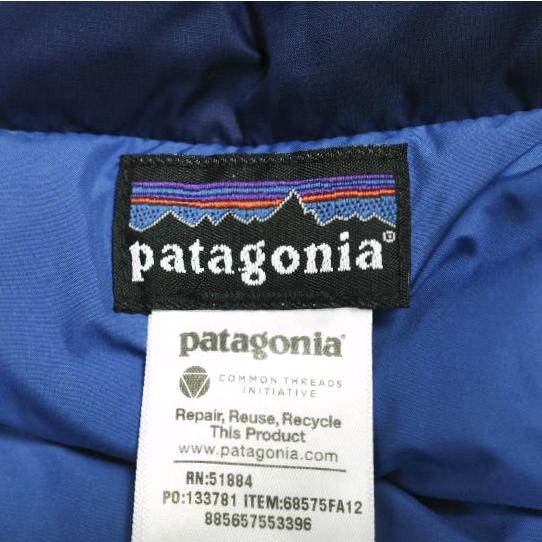 patagonia®
patagonia®
COMMON THREADS
INITIATIVE
Repair, Reuse, Recycle
This Product
www.patagonia.com
RN:51884
PO:133781 ITEM:68575FA12
885657553396